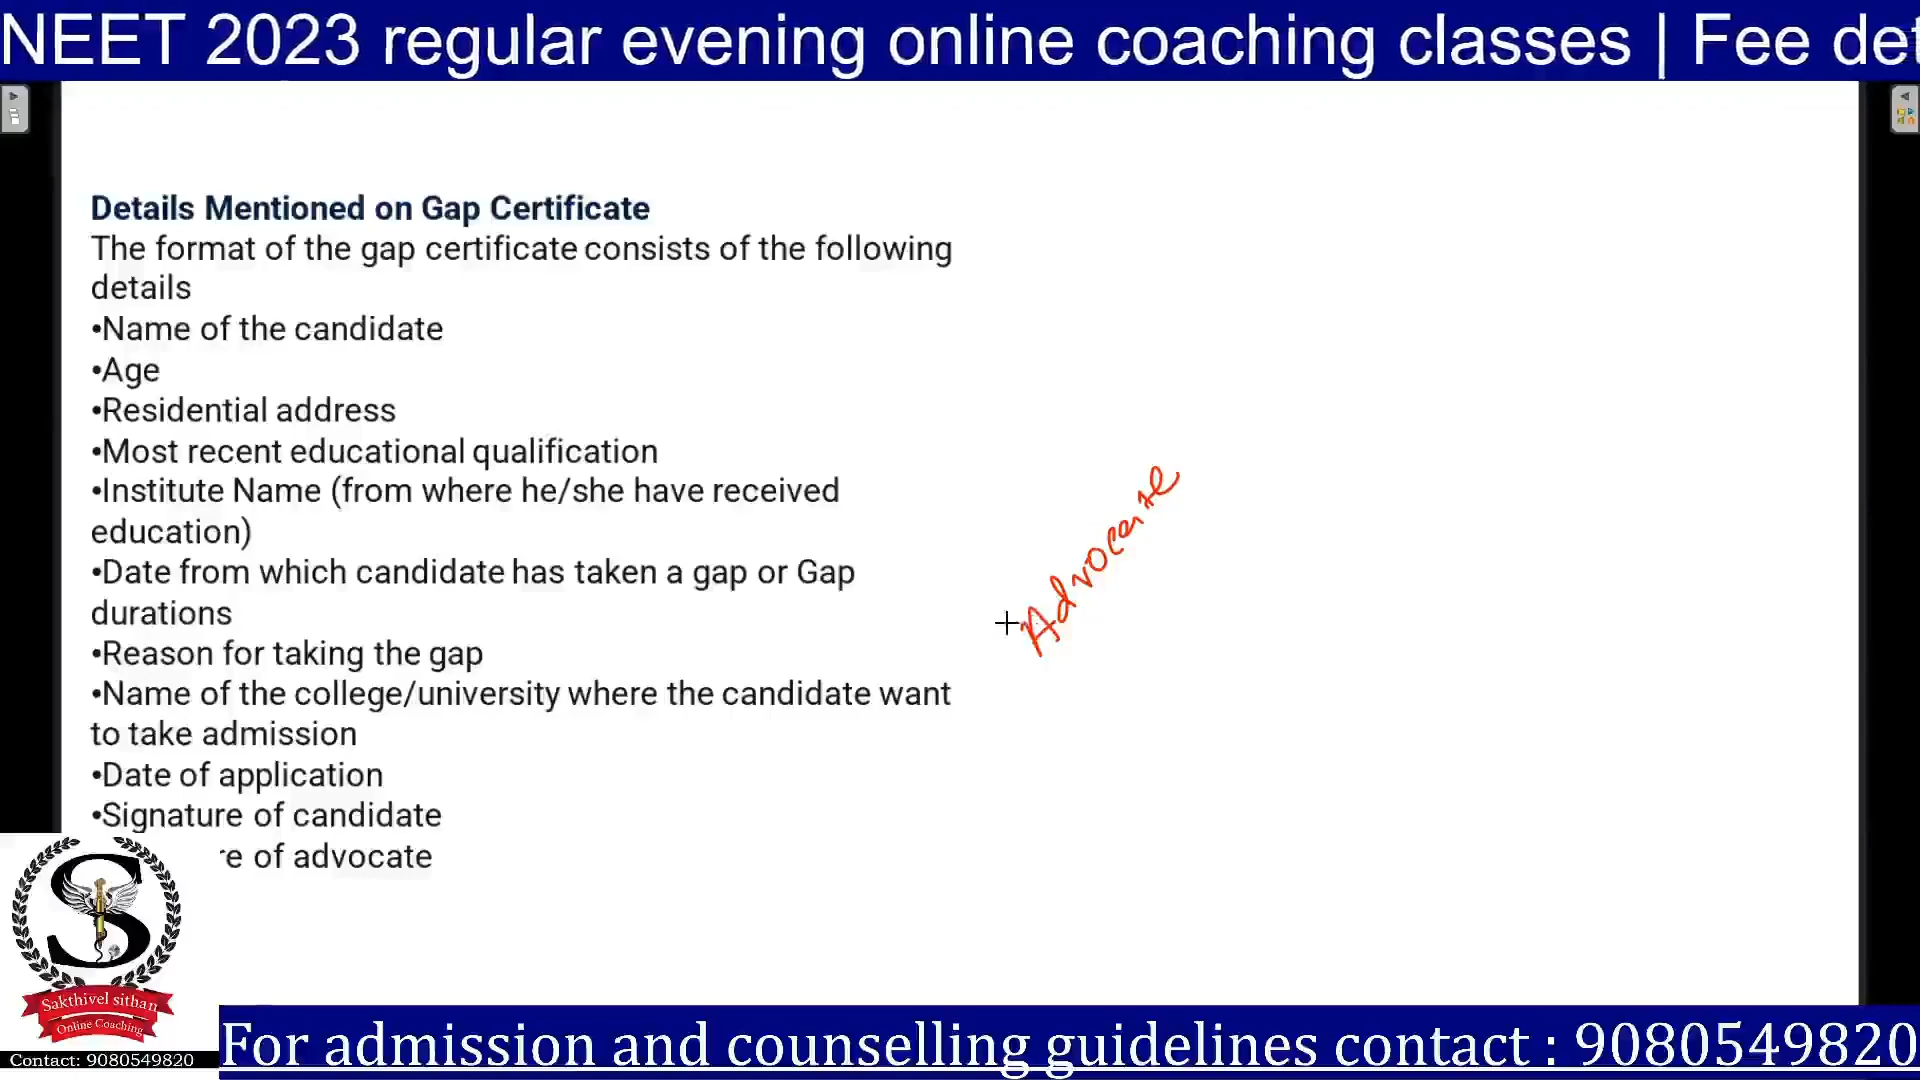 NEET 2023 regular evening online coaching classes | Fee det
Details Mentioned on Gap Certificate
The format of the gap certificate consists of the following
details
•Name of the candidate
•Age
•Residential address
•Most recent educational qualification
•Institute Name (from where he/she have received
education)
•Date from which candidate has taken a gap or Gap
durations
•Reason for taking the gap
•Name of the college/university where the candidate want
to take admission
•Date of application
•Signature of candidate
re of advocate
Advocate
S
Sakthivel sithan
Online Coaching
Contact: 9080549820
For admission and counselling guidelines contact : 9080549820